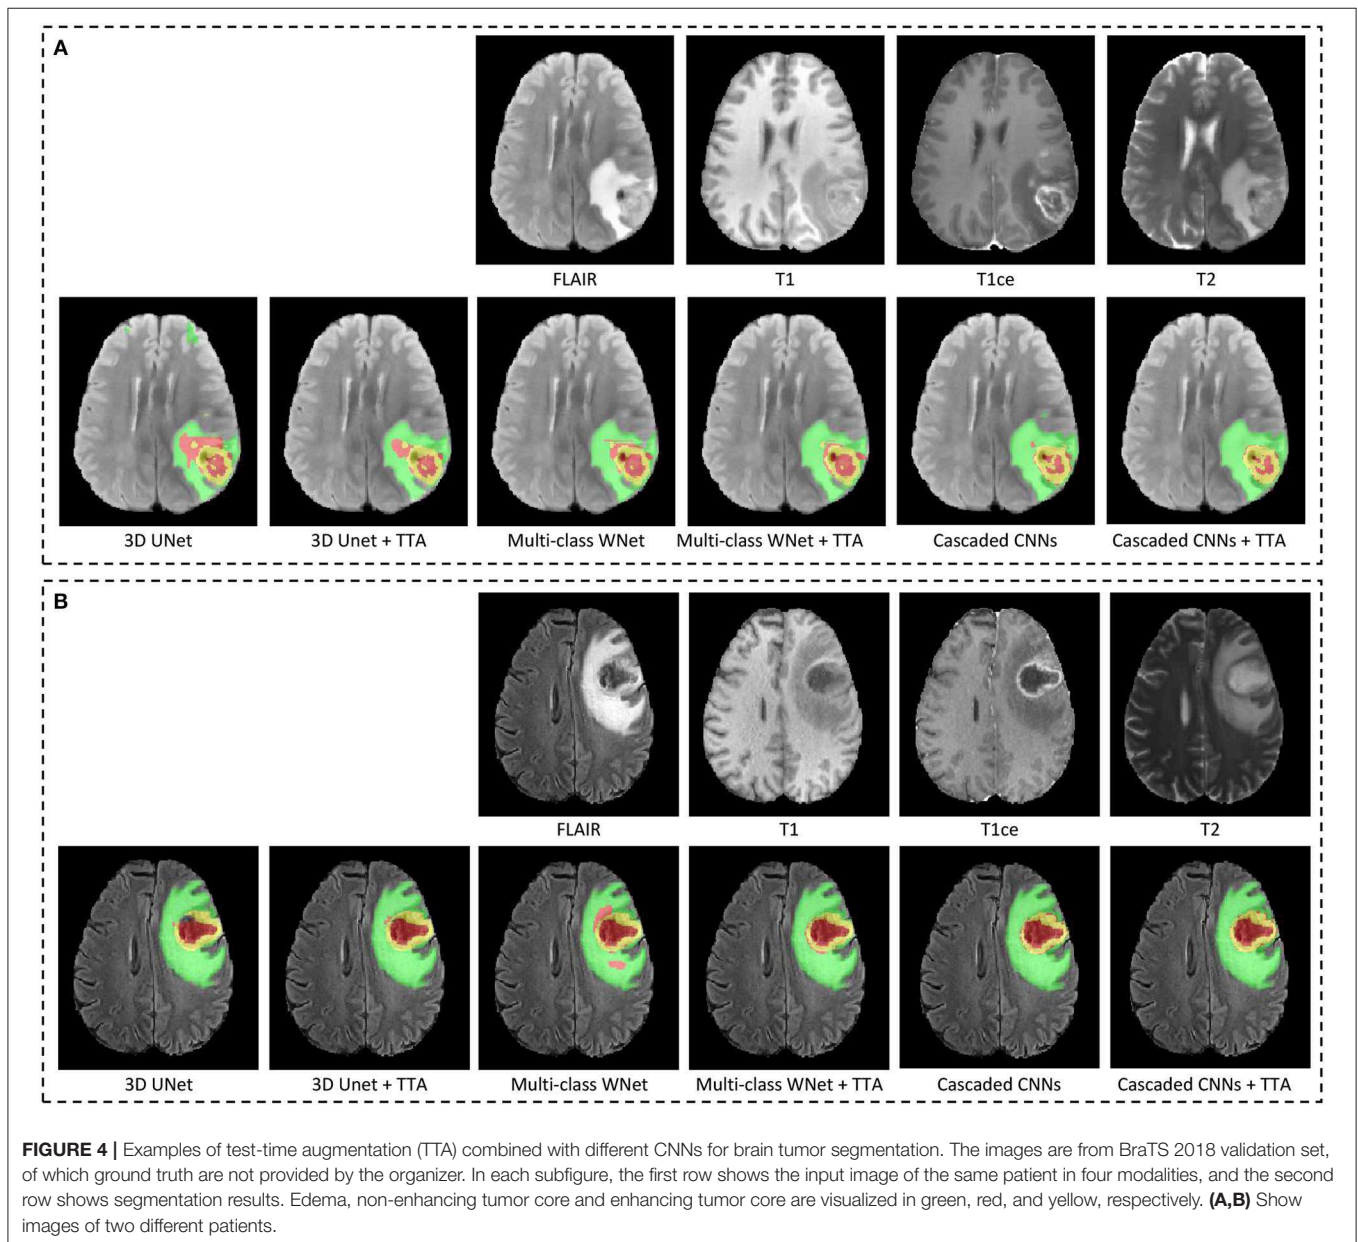 A
FLAIR
T1
T1ce
T2
3D UNet
3D Unet + TTA
Multi-class WNet
Multi-class WNet + TTA
Cascaded CNNs
Cascaded CNNs + TTA
B
FLAIR
T1
T1ce
T2
3D UNet
3D Unet + TTA
Multi-class WNet
Multi-class WNet + TTA
Cascaded CNNs
Cascaded CNNs + TTA
FIGURE 4 | Examples of test-time augmentation (TTA) combined with different CNNs for brain tumor segmentation. The images are from BraTS 2018 validation set,
of which ground truth are not provided by the organizer. In each subfigure, the first row shows the input image of the same patient in four modalities, and the second
row shows segmentation results. Edema, non-enhancing tumor core and enhancing tumor core are visualized in green, red, and yellow, respectively. (A,B) Show
images of two different patients.